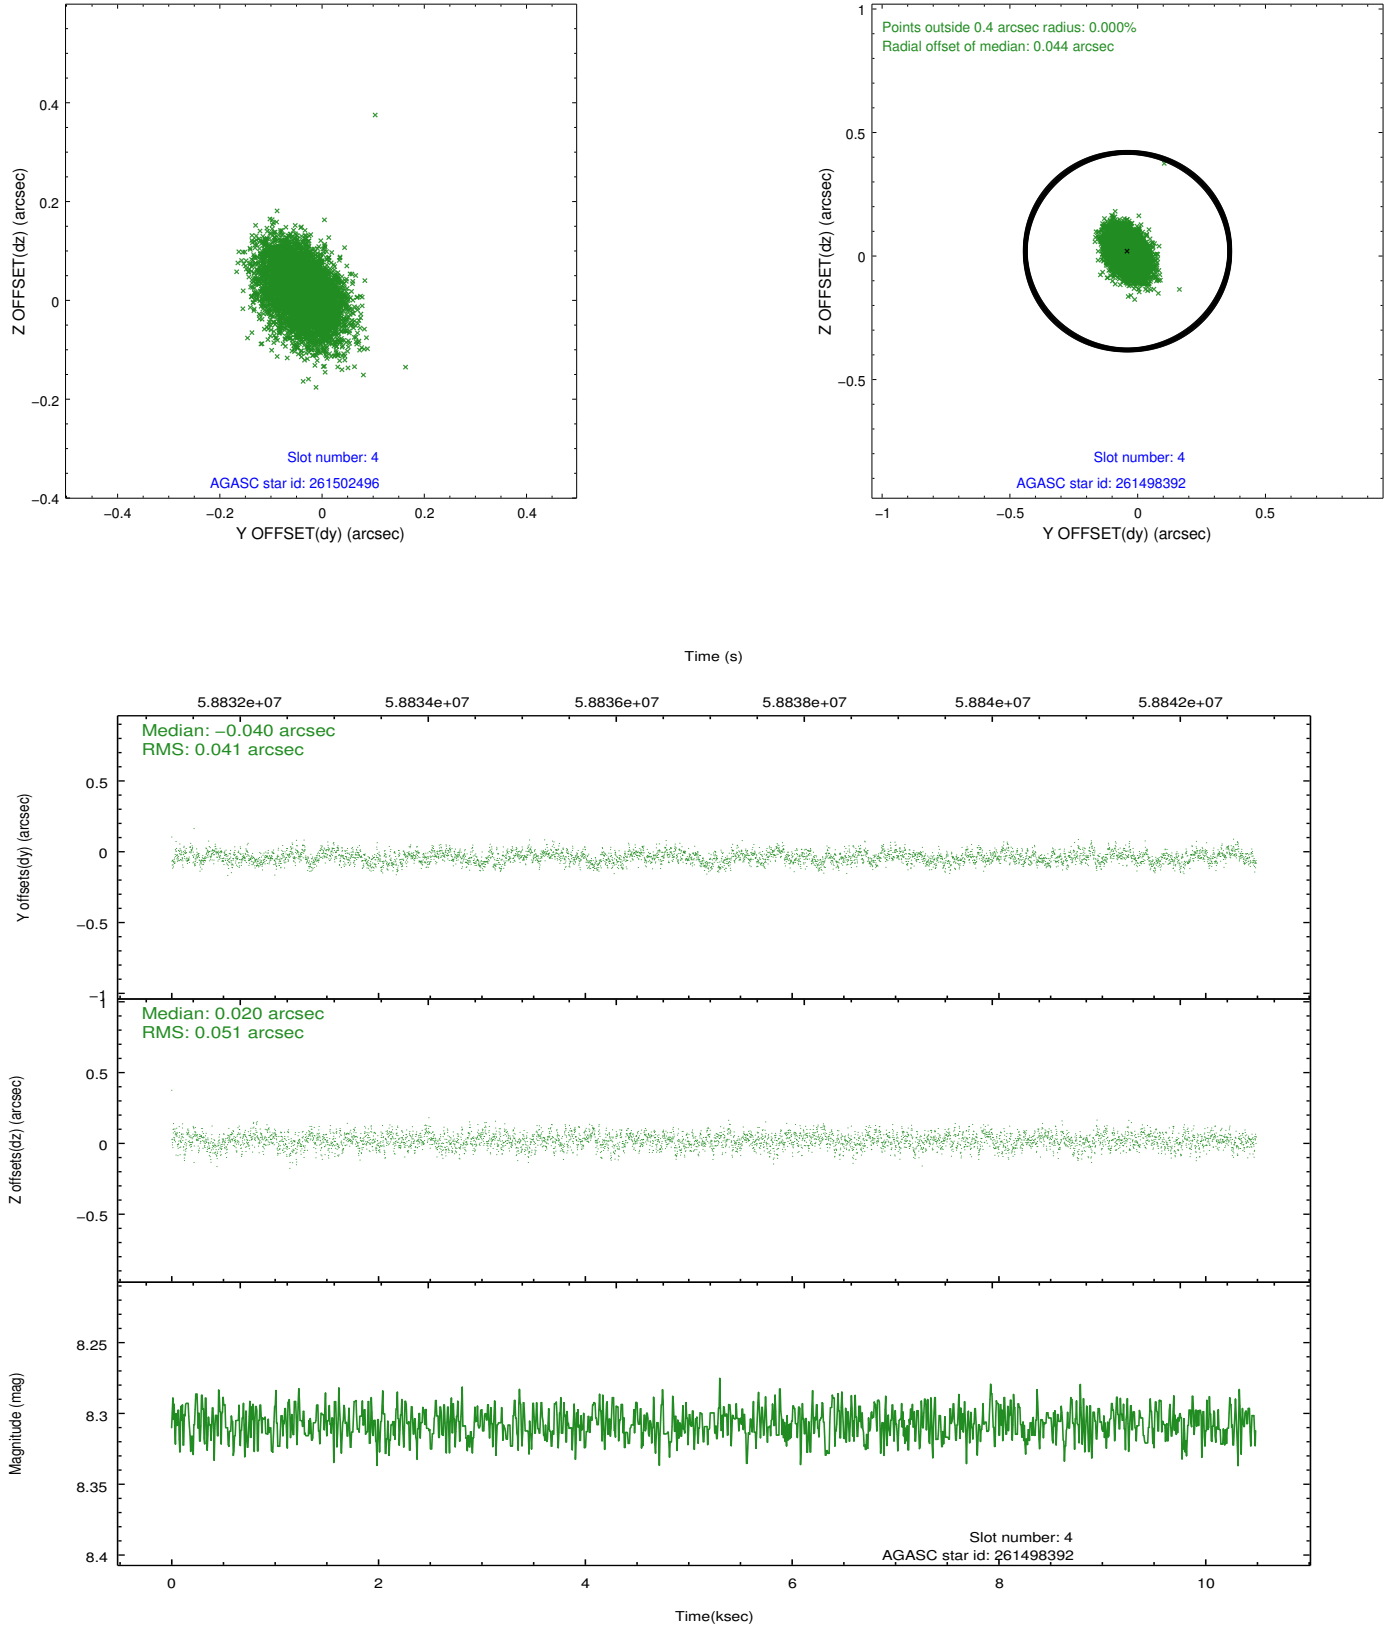 0.4
0.2
0
−0.2
−0.4
Z OFFSET(dz) (arcsec)
Slot number: 4
AGASC star id: 261502496
−0.4 −0.2 0 0.2 0.4
Y OFFSET(dy) (arcsec)
Points outside 0.4 arcsec radius: 0.000%
Radial offset of median: 0.044 arcsec
1
0.5
0
−0.5
Z OFFSET(dz) (arcsec)
Slot number: 4
AGASC star id: 261498392
−1 −0.5 0 0.5
Y OFFSET(dy) (arcsec)
Time (s)
5.8832e+07 5.8834e+07 5.8836e+07 5.8838e+07 5.884e+07 5.8842e+07
Median: −0.040 arcsec
RMS: 0.041 arcsec
0.5
0
−0.5
−1
Y offsets(dy) (arcsec)
Median: 0.020 arcsec
RMS: 0.051 arcsec
1
0.5
0
−0.5
Z offsets(dz) (arcsec)
8.25
8.3
8.35
8.4
Magnitude (mag)
Slot number: 4
AGASC star id: 261498392
0 2 4 6 8 10
Time(ksec)